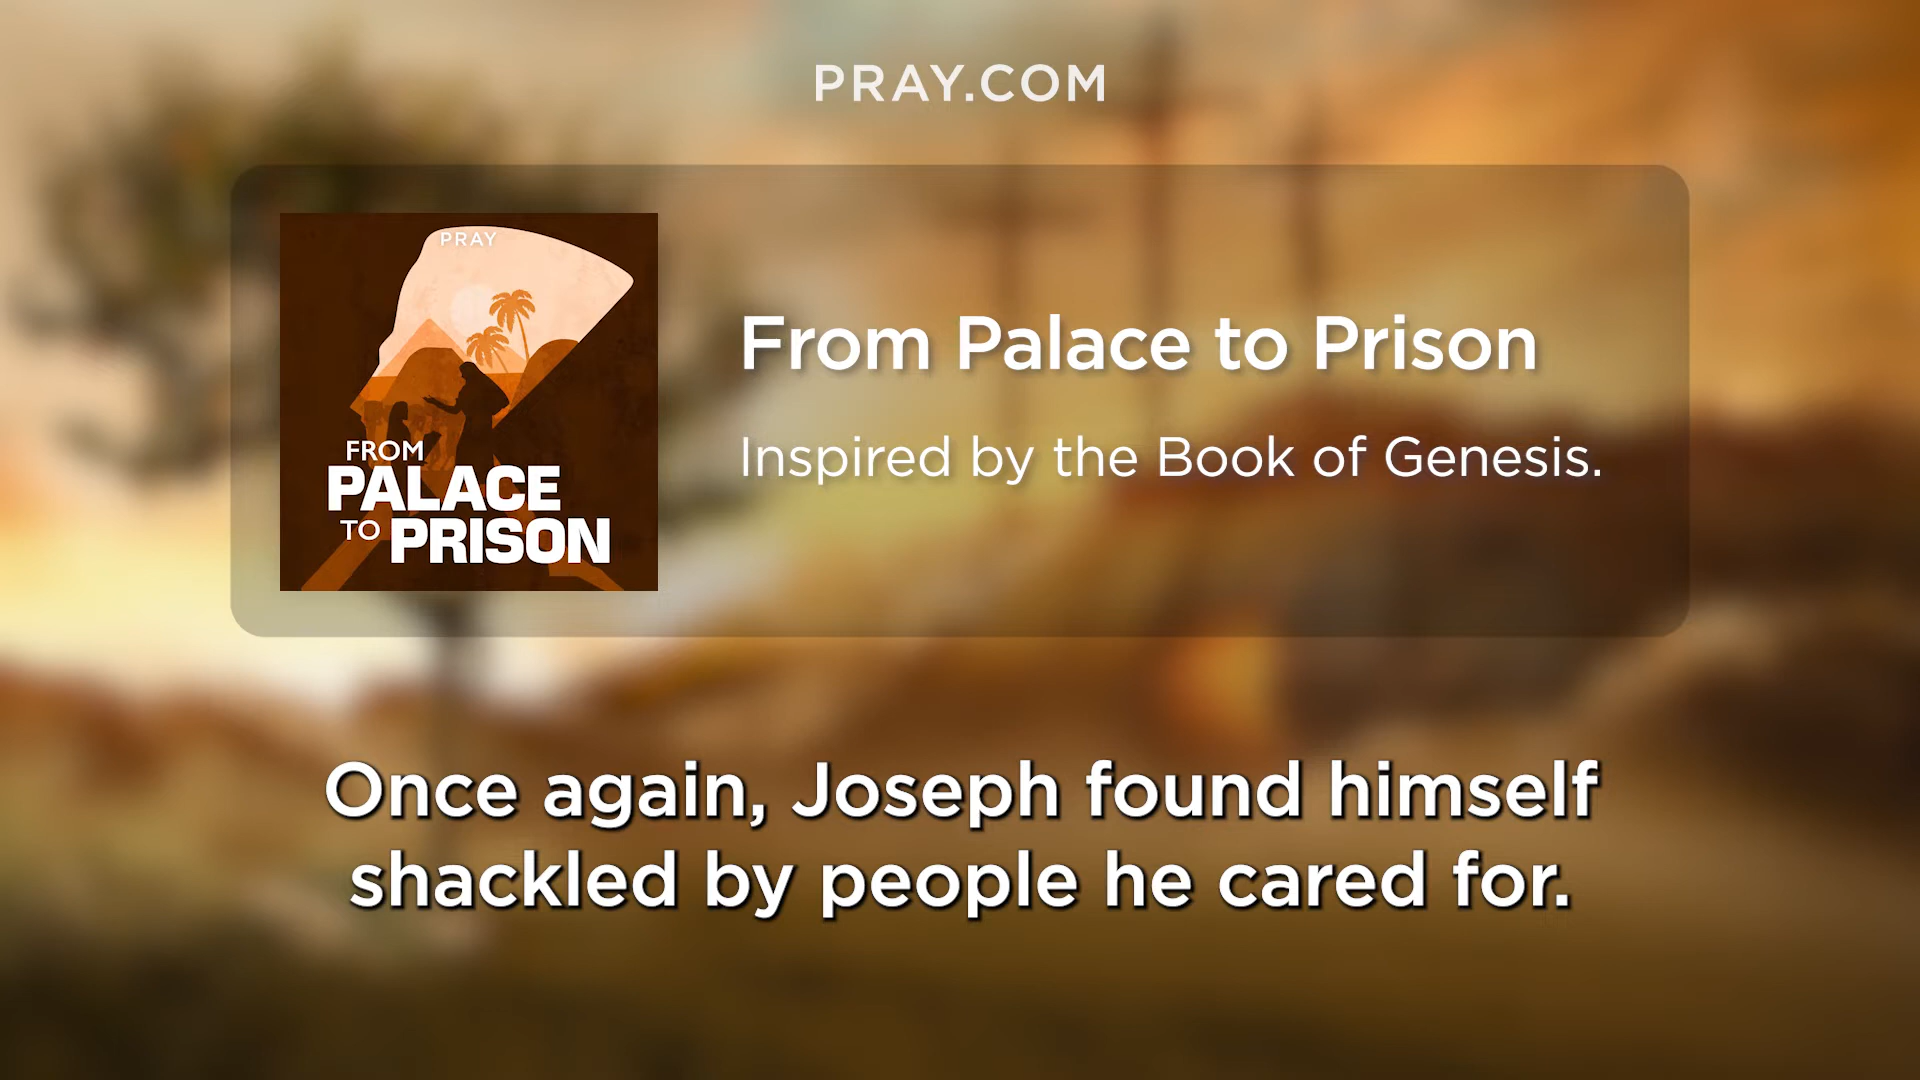 PRAY.COM
PRAY
FROM
PALACE
TO PRISON
From Palace to Prison
Inspired by the Book of Genesis.
Once again, Joseph found himself
shackled by people he cared for.